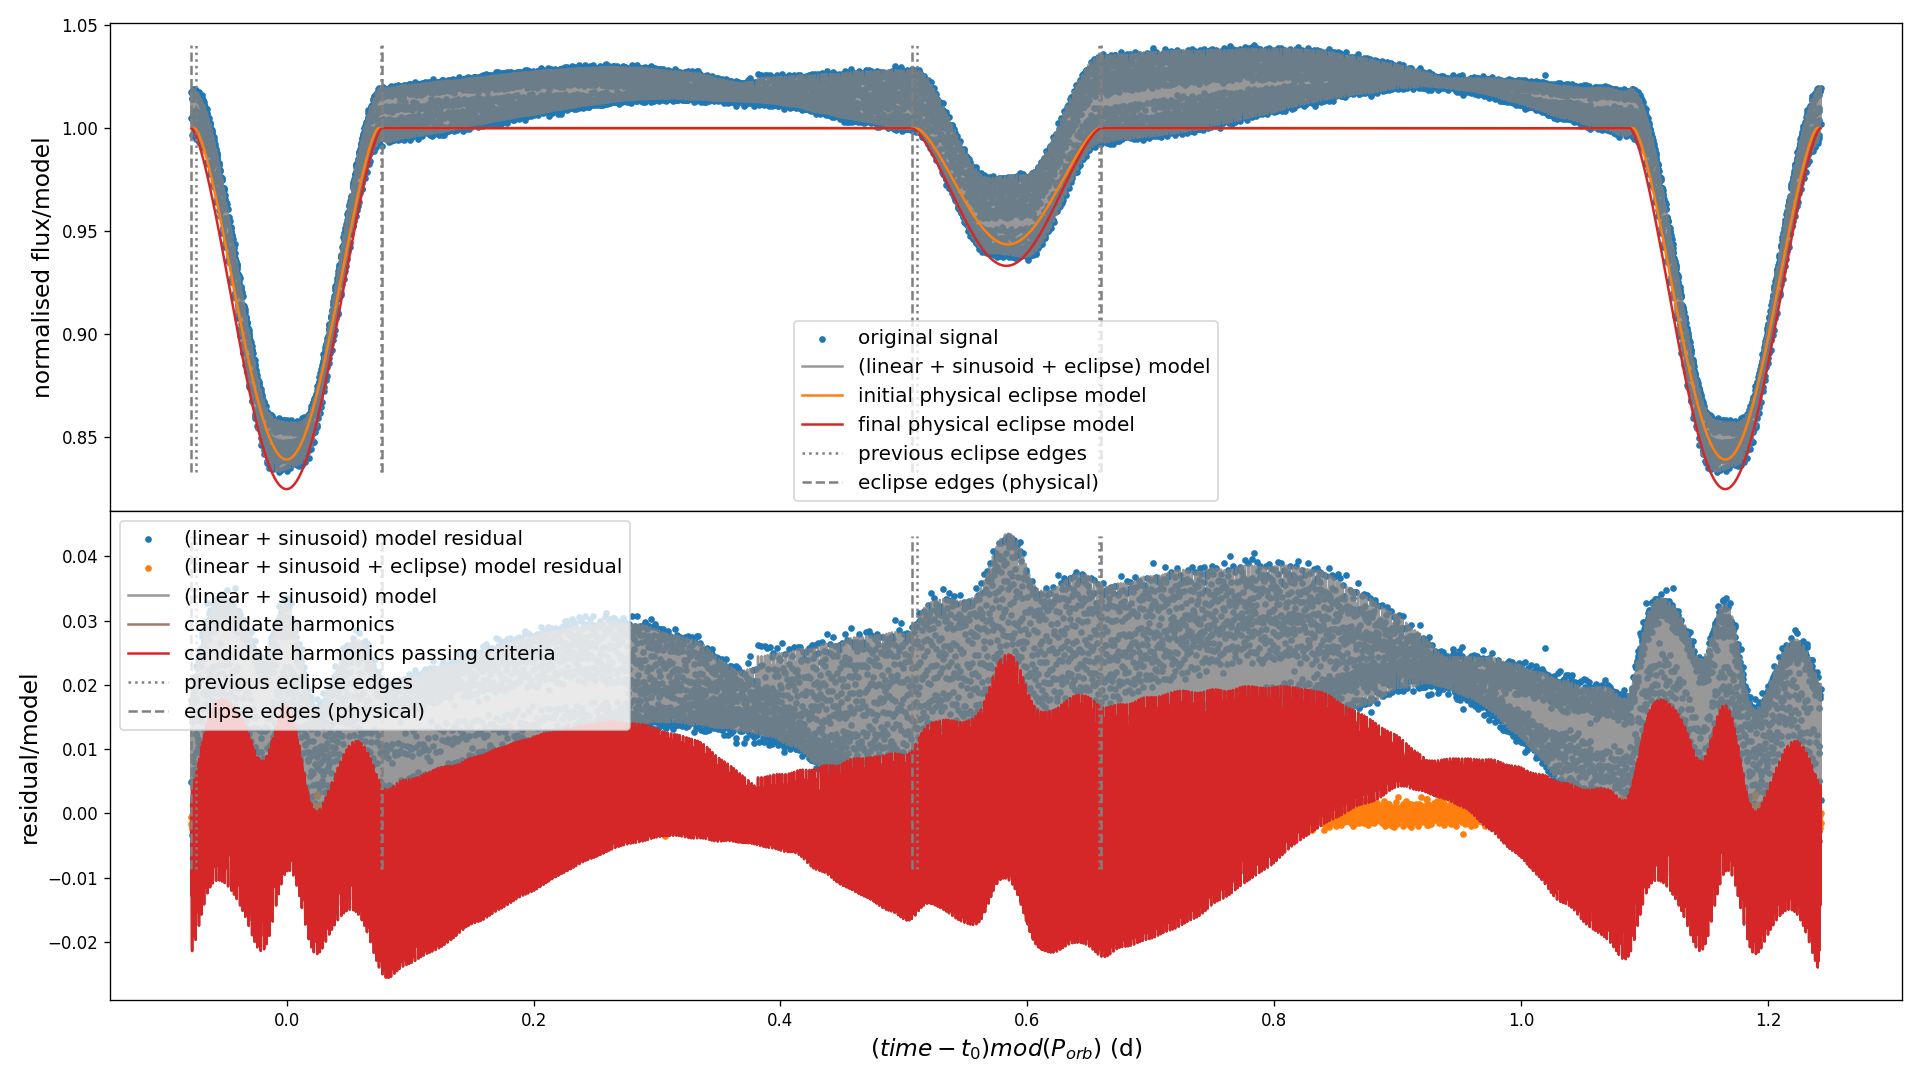 1.05
1.00
0.95
0.90
0.85
normalised flux/model
original signal
(linear + sinusoid + eclipse) model
initial physical eclipse model
final physical eclipse model
previous eclipse edges
eclipse edges (physical)
(linear + sinusoid) model residual
(linear + sinusoid + eclipse) model residual
(linear + sinusoid) model
candidate harmonics
candidate harmonics passing criteria
previous eclipse edges
eclipse edges (physical)
0.04
0.03
0.02
0.01
0.00
−0.01
−0.02
residual/model
0.0 0.2 0.4 0.6 0.8 1.0 1.2
(time − t₀)mod(Pₒᵣb) (d)